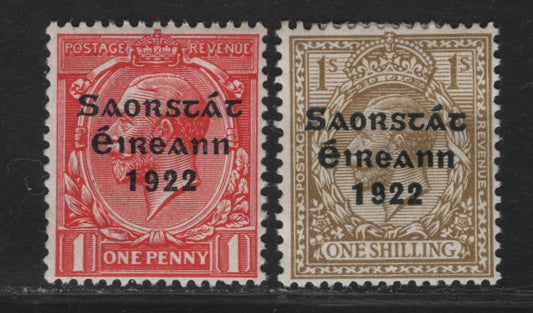 POSTAGE REVENUE
Saorstát
Éireann
1922
1 ONE PENNY 1
1S 1S
POSTAGE REVENUE
Saorstát
Éireann
1922
ONE SHILLING